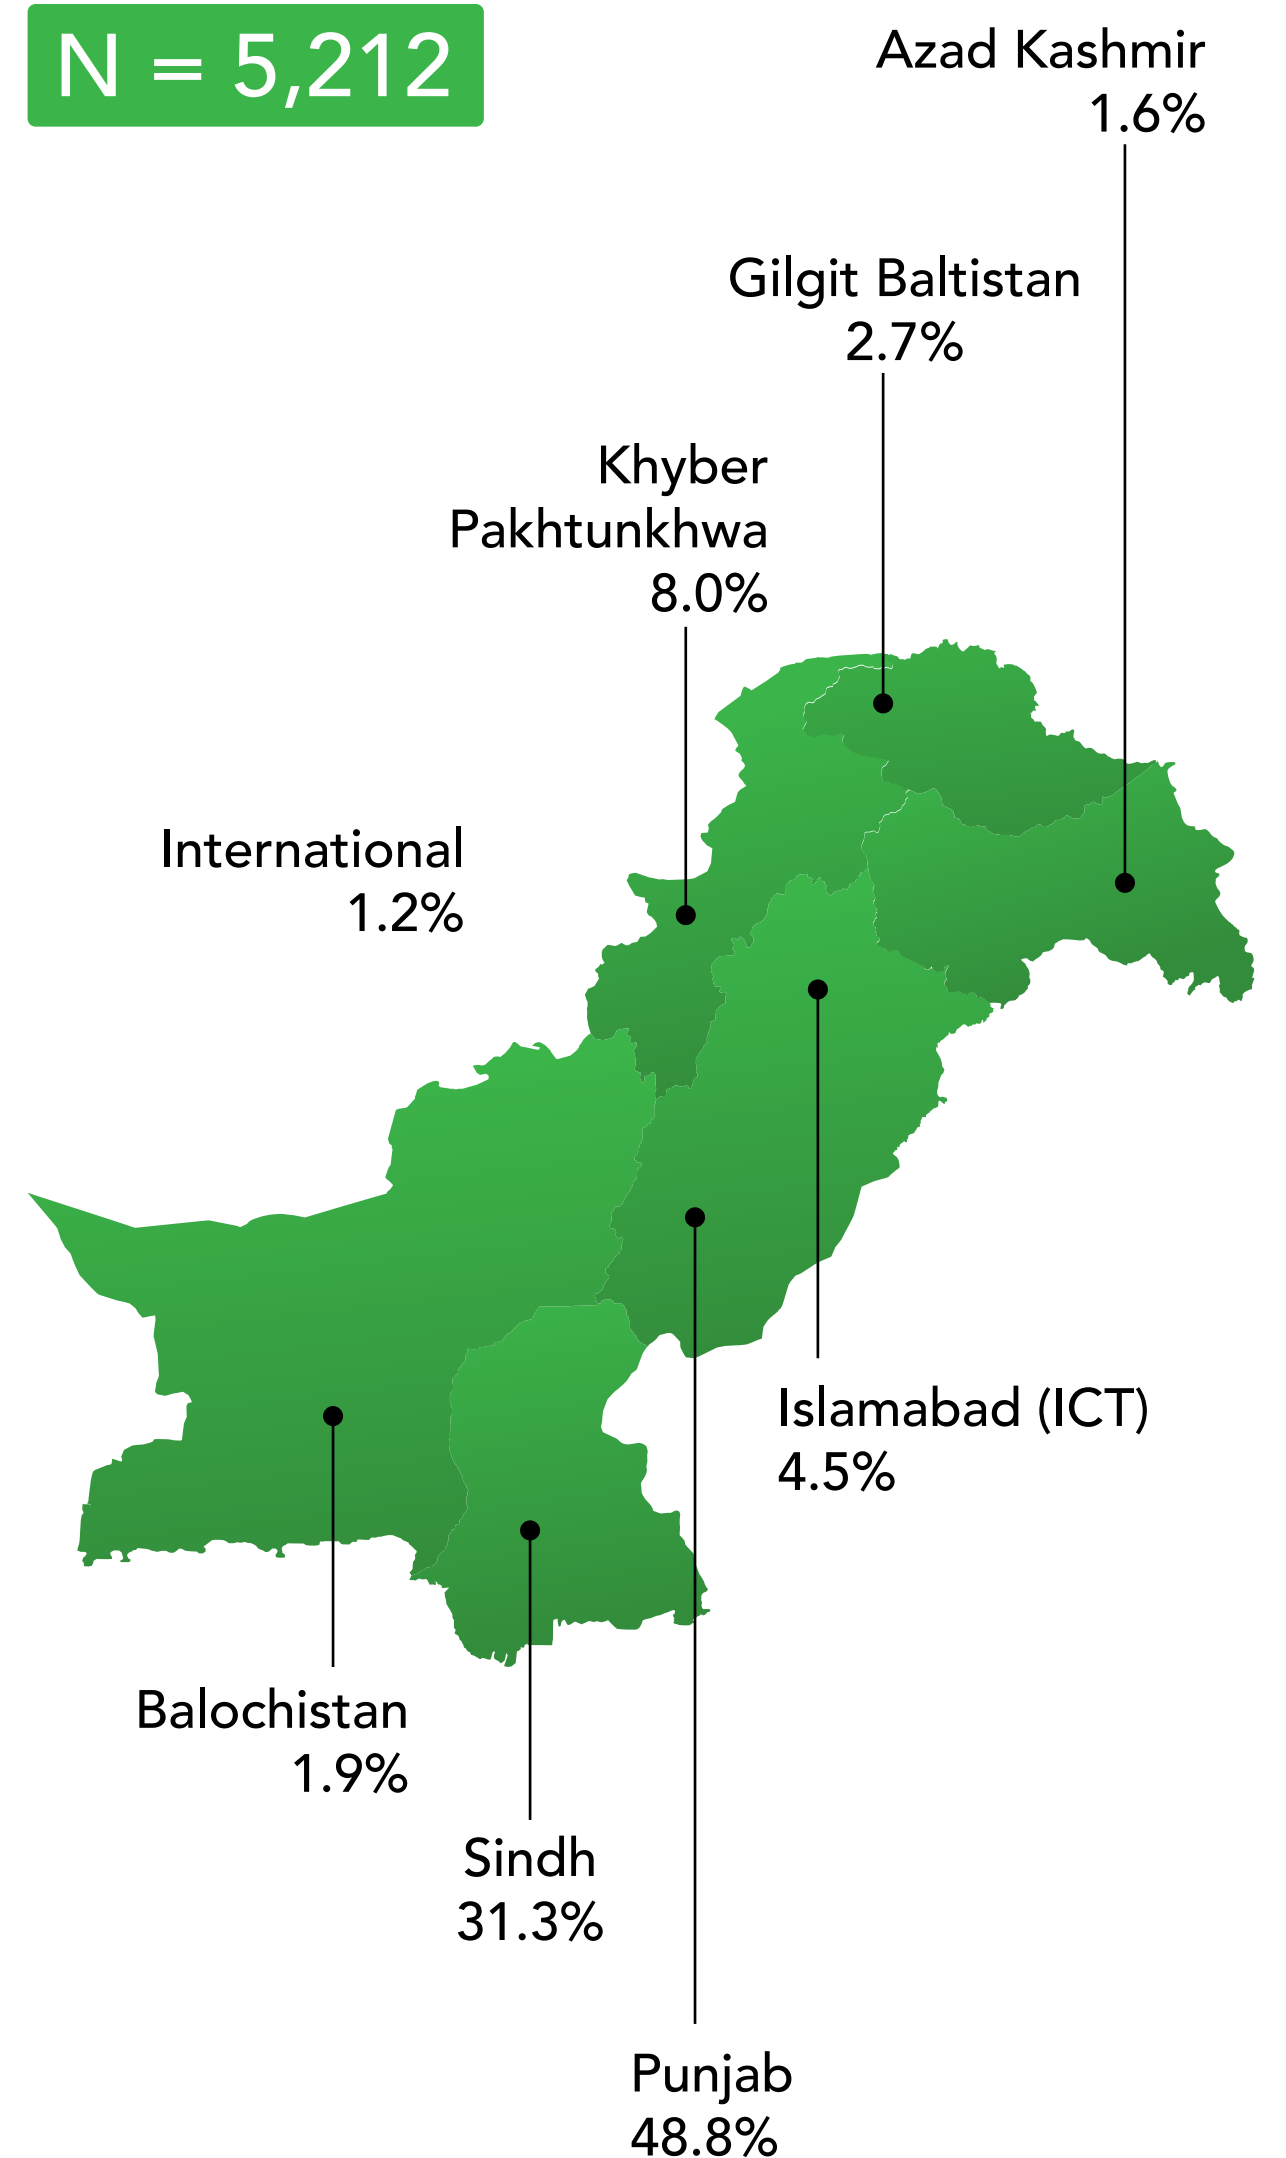 N = 5,212
Azad Kashmir
1.6%
Gilgit Baltistan
2.7%
Khyber
Pakhtunkhwa
8.0%
International
1.2%
Islamabad (ICT)
4.5%
Balochistan
1.9%
Sindh
31.3%
Punjab
48.8%